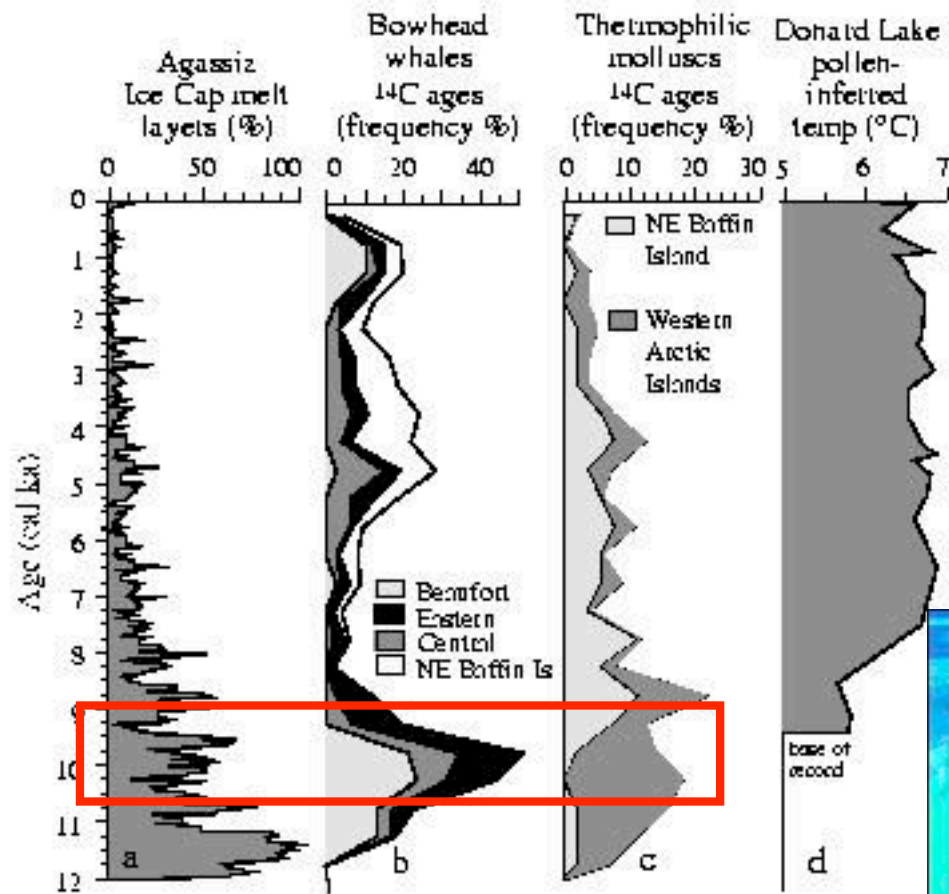 Agassiz
Ice Cap melt
layers (%)
Bowhead
whales
14C ages
(frequency %)
Thermophilic
molluscs
14C ages
(frequency %)
Donard Lake
pollen-
inferred
temp (°C)
0 50 100
0 20 40
0 10 20 30
5 6 7
Age (cal ka)
0
1
2
3
4
5
6
7
8
9
10
11
12
Beaufort
Eastern
Central
NE Baffin Is
NE Baffin
Island
Western
Arctic
Islands
base of
record
a
b
c
d